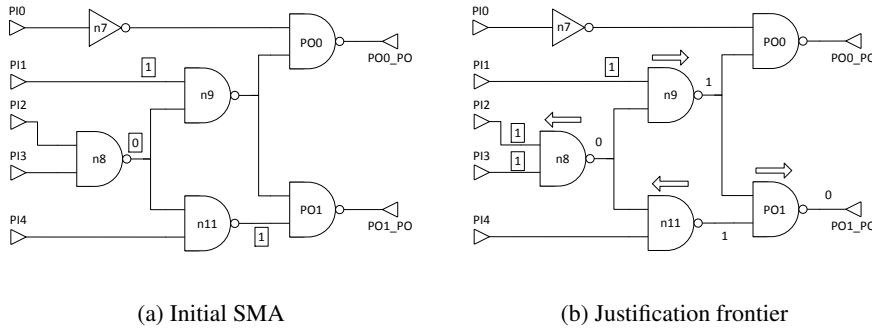 PI0
n7
PO0
PO0_PO
PI1
1
n9
PI2
0
PI3
n8
PI4
n11
1
PO1
PO1_PO
(a) Initial SMA
PI0
n7
PO0
PO0_PO
PI1
1
n9
1
PI2
1
0
PI3
1
n8
PI4
n11
1
PO1
0
PO1_PO
(b) Justification frontier